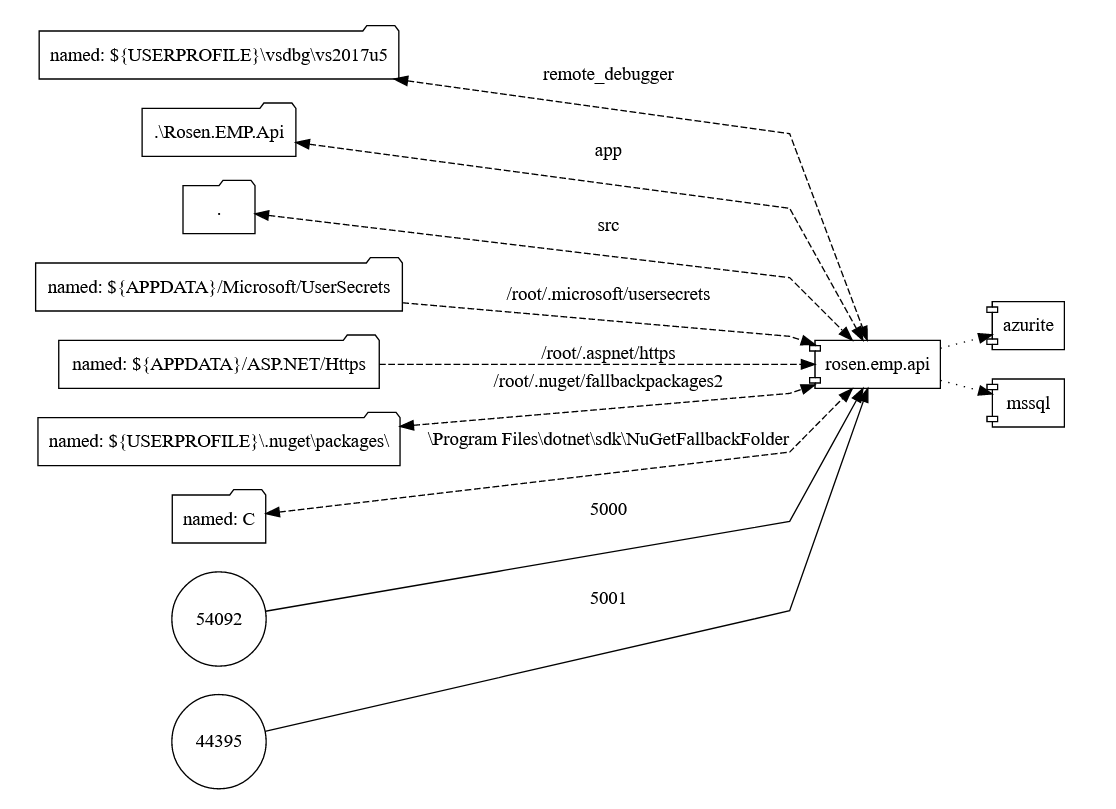 named: ${USERPROFILE}\vsdbg\vs2017u5
remote_debugger
.\Rosen.EMP.Api
app
.
src
named: ${APPDATA}/Microsoft/UserSecrets
/root/.microsoft/usersecrets
azurite
named: ${APPDATA}/ASP.NET/Https
/root/.aspnet/https
rosen.emp.api
/root/.nuget/fallbackpackages2
mssql
named: ${USERPROFILE}\.nuget\packages\
\Program Files\dotnet\sdk\NuGetFallbackFolder
named: C
5000
54092
5001
44395